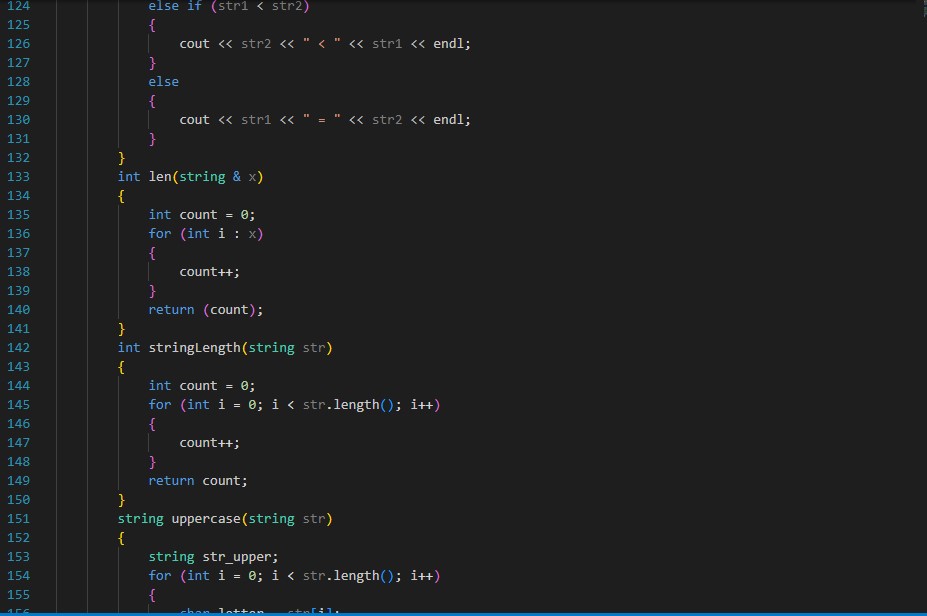 124 else if (str1 < str2)
125 {
126 cout << str2 << " < " << str1 << endl;
127 }
128 else
129 {
130 cout << str1 << " = " << str2 << endl;
131 }
132 }
133 int len(string & x)
134 {
135 int count = 0;
136 for (int i : x)
137 {
138 count++;
139 }
140 return (count);
141 }
142 int stringLength(string str)
143 {
144 int count = 0;
145 for (int i = 0; i < str.length(); i++)
146 {
147 count++;
148 }
149 return count;
150 }
151 string uppercase(string str)
152 {
153 string str_upper;
154 for (int i = 0; i < str.length(); i++)
155 {
156 char letter = str[i];